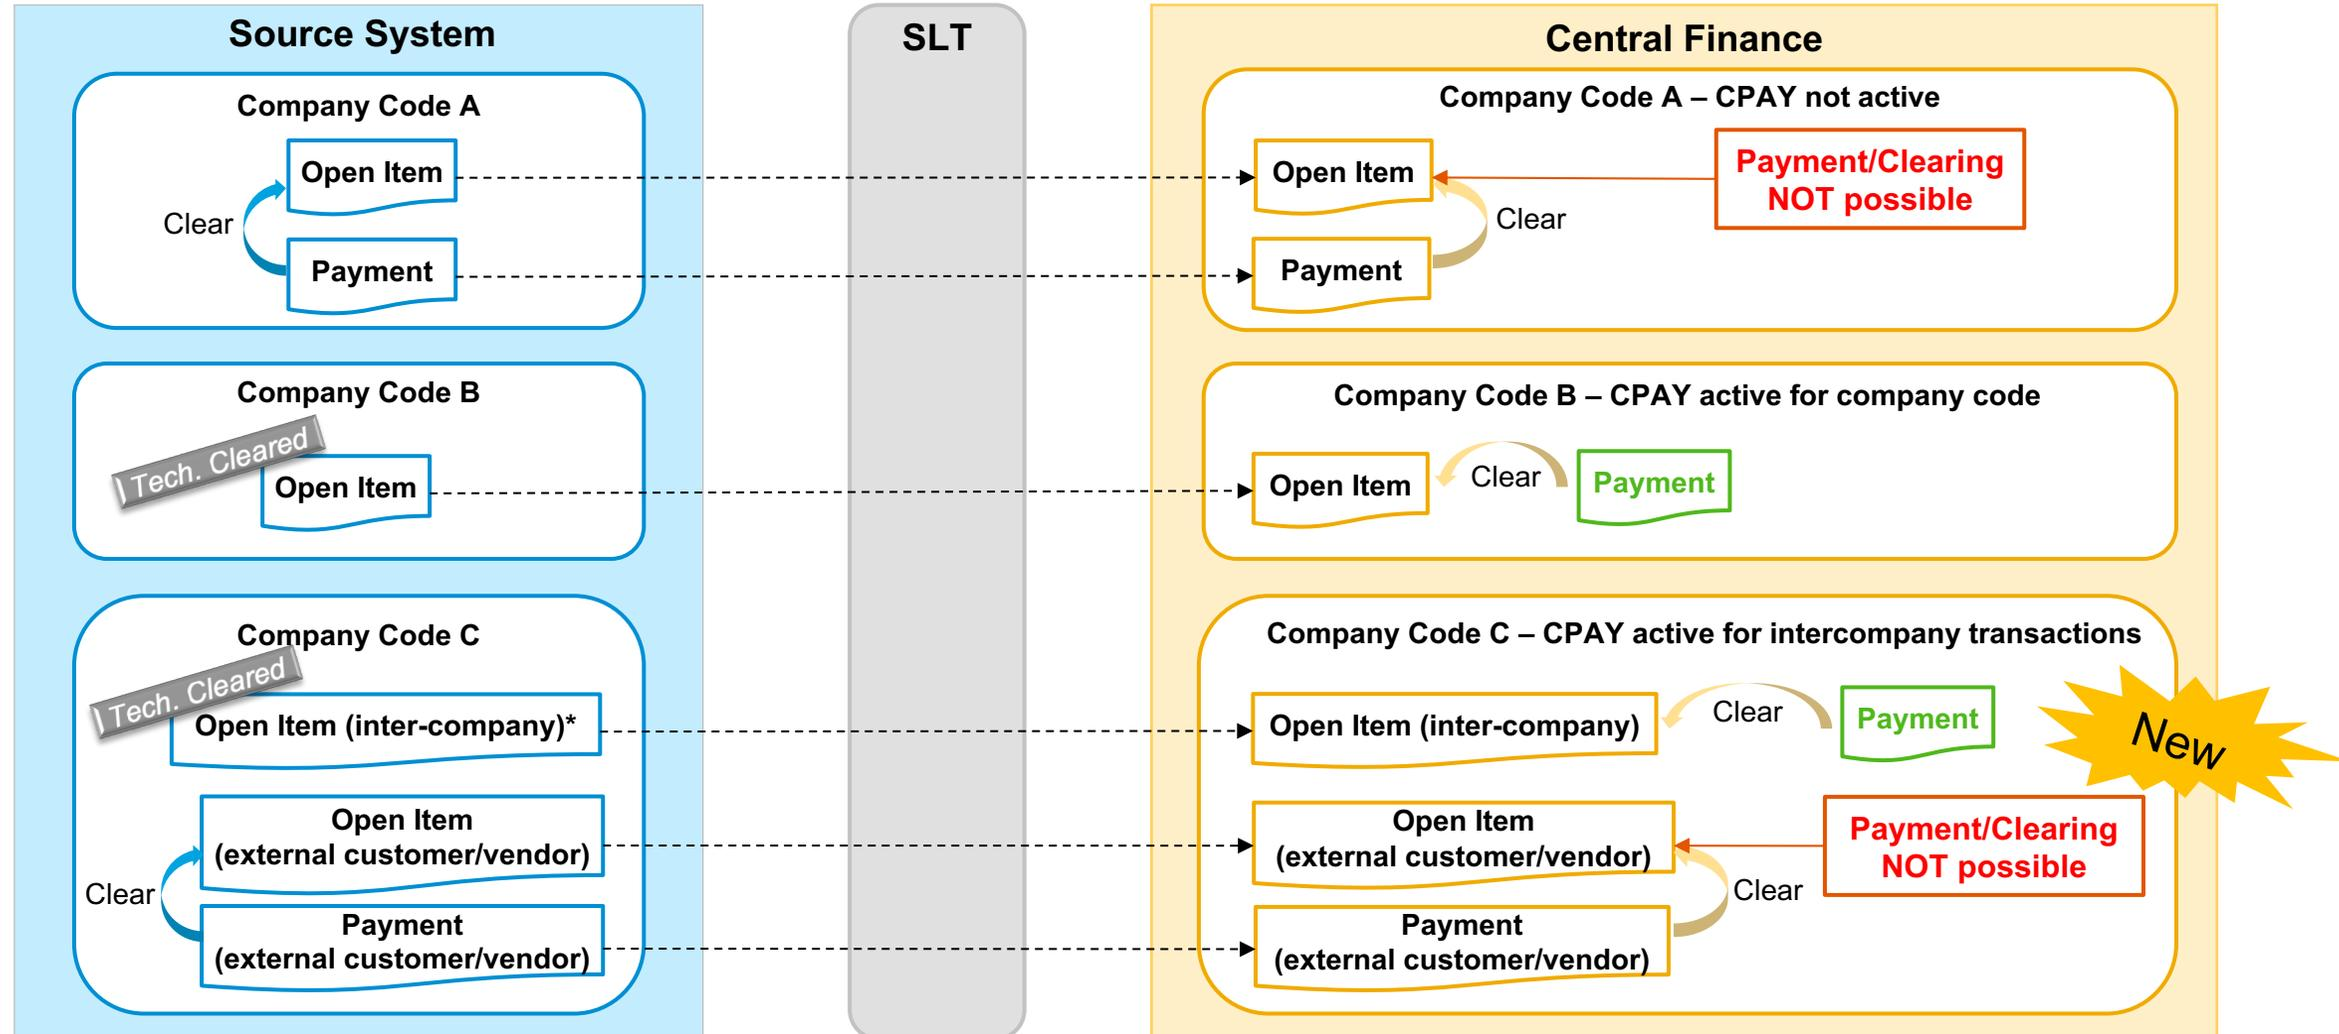 Source System
SLT
Central Finance
Company Code A
Open Item
Clear
Payment
Company Code A – CPAY not active
Open Item
Payment/Clearing
NOT possible
Clear
Payment
Company Code B
Tech. Cleared
Open Item
Company Code B – CPAY active for company code
Open Item
Clear
Payment
Company Code C
Tech. Cleared
Open Item (inter-company)*
Open Item
(external customer/vendor)
Clear
Payment
(external customer/vendor)
Company Code C – CPAY active for intercompany transactions
Open Item (inter-company)
Clear
Payment
New
Open Item
(external customer/vendor)
Payment/Clearing
NOT possible
Clear
Payment
(external customer/vendor)